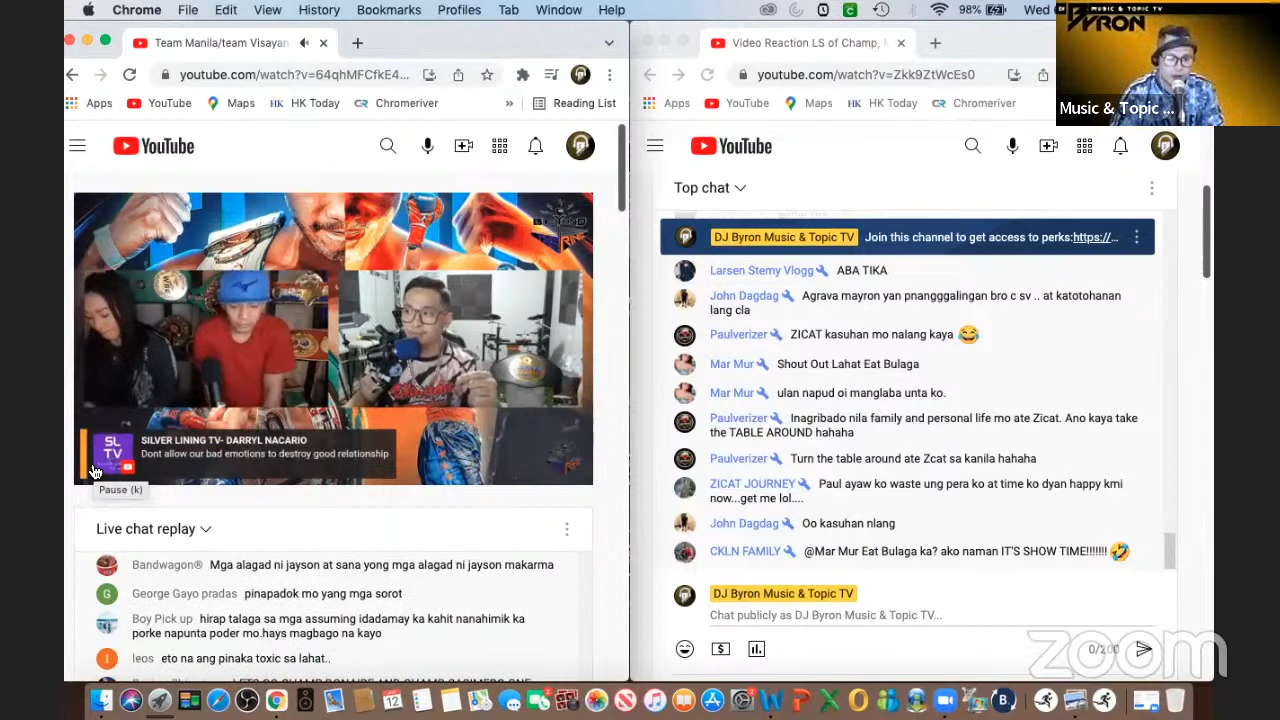 Chrome File Edit View History Bookmarks Profiles Tab Window Help
98%
Team Manila/team Visayan
Video Reaction LS of Champ,
youtube.com/watch?v=64qhMFCfkE4...
youtube.com/watch?v=Zkk9ZtWcEs0
Apps YouTube Maps HK Today Chromeriver » Reading List
Apps YouTube Maps HK Today Chromeriver
MUSIC & TOPIC TV
BYRON
Music & Topic ...
YouTube
YouTube
BEYOND
SILVER LINING TV- DARRYL NACARIO
Dont allow our bad emotions to destroy good relationship
SL
TV
Pause (k)
Live chat replay
Bandwagon® Mga alagad ni jayson at sana yong mga alagad ni jayson makarma
George Gayo pradas pinapadok mo yang mga sorot
Boy Pick up hirap talaga sa mga assuming idadamay ka kahit nanahimik ka
porke napunta poder mo.hays magbago na kayo
leos eto na ang pinaka toxic sa lahat..
Top chat
DJ Byron Music & Topic TV Join this channel to get access to perks:https://...
Larsen Stemy Vlogg ABA TIKA
John Dagdag Agrava mayron yan pnangggalingan bro c sv .. at katotohanan
lang cla
Paulverizer ZICAT kasuhan mo nalang kaya 😂
Mar Mur Shout Out Lahat Eat Bulaga
Mar Mur ulan napud oi manglaba unta ko.
Paulverizer Inagribado nila family and personal life mo ate Zicat. Ano kaya take
the TABLE AROUND hahaha
Paulverizer Turn the table around ate Zcat sa kanila hahaha
ZICAT JOURNEY Paul ayaw ko waste ung pera ko at time ko dyan happy kmi
now...get me lol....
John Dagdag Oo kasuhan nlang
CKLN FAMILY @Mar Mur Eat Bulaga ka? ako naman IT'S SHOW TIME!!!!!!! 🤣
DJ Byron Music & Topic TV
Chat publicly as DJ Byron Music & Topic TV...
0/200
zoom